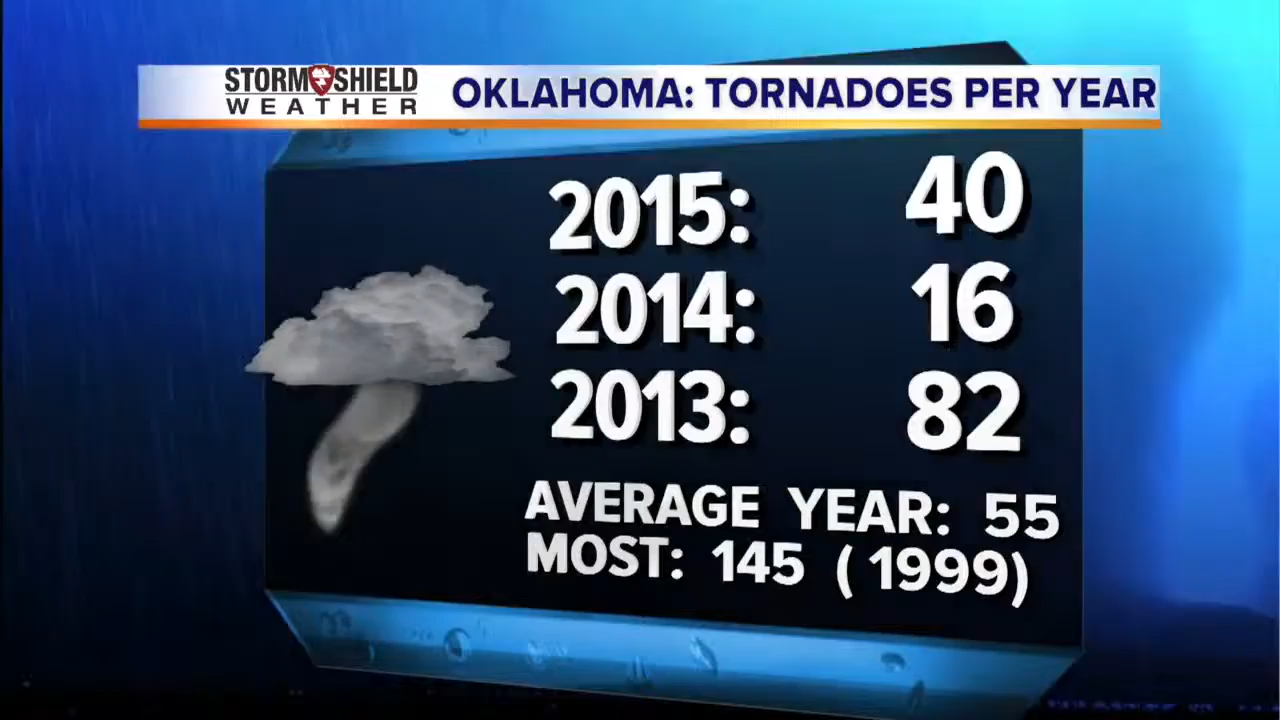 STORM SHIELD
WEATHER
OKLAHOMA: TORNADOES PER YEAR
2015: 40
2014: 16
2013: 82
AVERAGE YEAR: 55
MOST: 145 (1999)